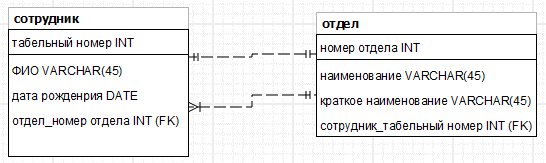 сотрудник
табельный номер INT
ФИО VARCHAR(45)
дата рожденрия DATE
отдел_номер отдела INT (FK)
отдел
номер отдела INT
наименование VARCHAR(45)
краткое наименование VARCHAR(45)
сотрудник_табельный номер INT (FK)